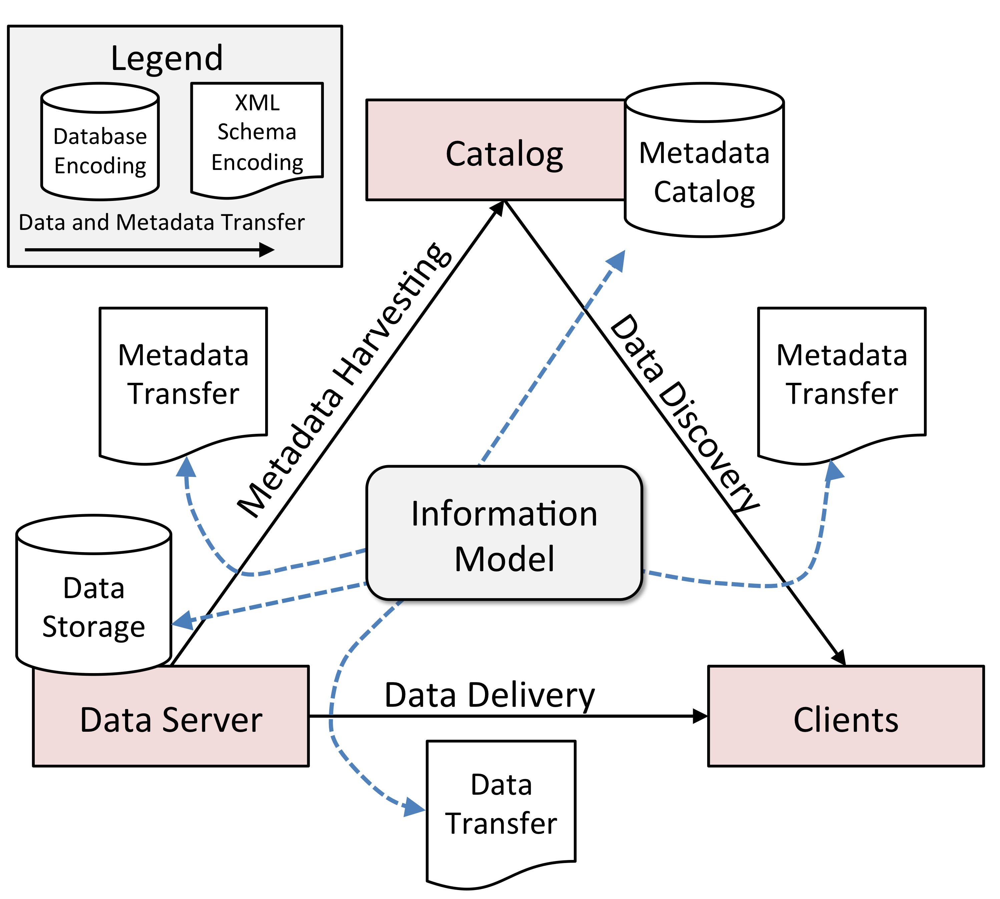 Legend
Database
Encoding
XML
Schema
Encoding
Data and Metadata Transfer
Catalog
Metadata
Catalog
Metadata Harvesting
Data Discovery
Metadata
Transfer
Metadata
Transfer
Information
Model
Data
Storage
Data Server
Data Delivery
Clients
Data
Transfer